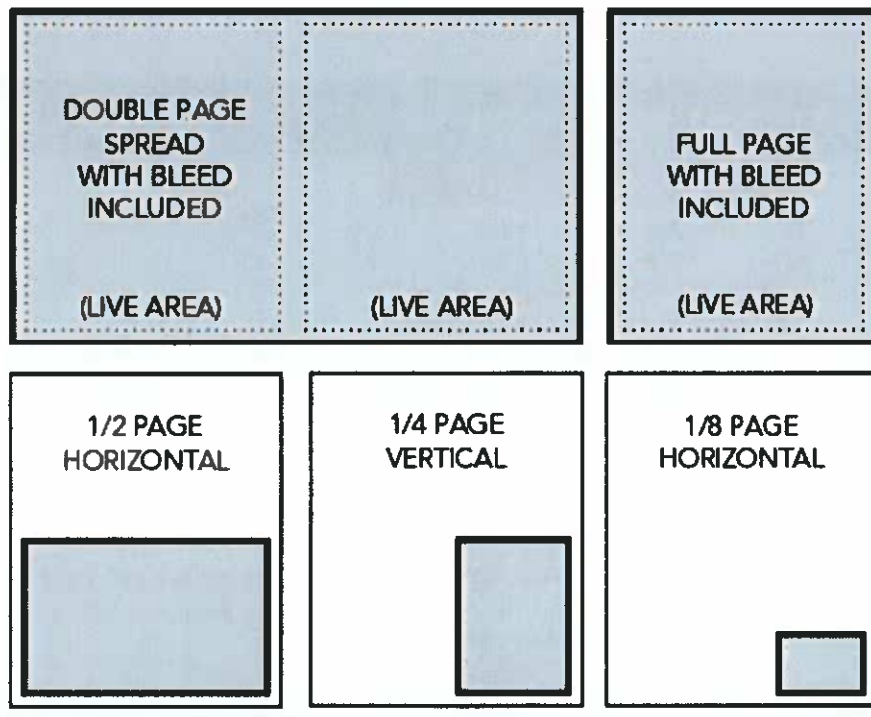 DOUBLE PAGE
SPREAD
WITH BLEED
INCLUDED
(LIVE AREA)
(LIVE AREA)
FULL PAGE
WITH BLEED
INCLUDED
(LIVE AREA)
1/2 PAGE
HORIZONTAL
1/4 PAGE
VERTICAL
1/8 PAGE
HORIZONTAL